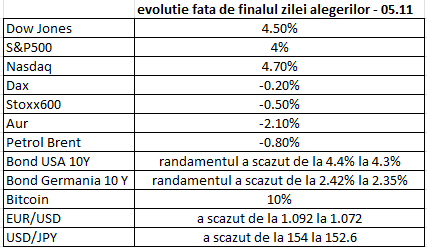 evolutie fata de finalul zilei alegerilor - 05.11
Dow Jones 4.50%
S&P500 4%
Nasdaq 4.70%
Dax -0.20%
Stoxx600 -0.50%
Aur -2.10%
Petrol Brent -0.80%
Bond USA 10Y randamentul a scazut de la 4.4% la 4.3%
Bond Germania 10 Y randamentul a scazut de la 2.42% la 2.35%
Bitcoin 10%
EUR/USD a scazut de la 1.092 la 1.072
USD/JPY a scazut de la 154 la 152.6